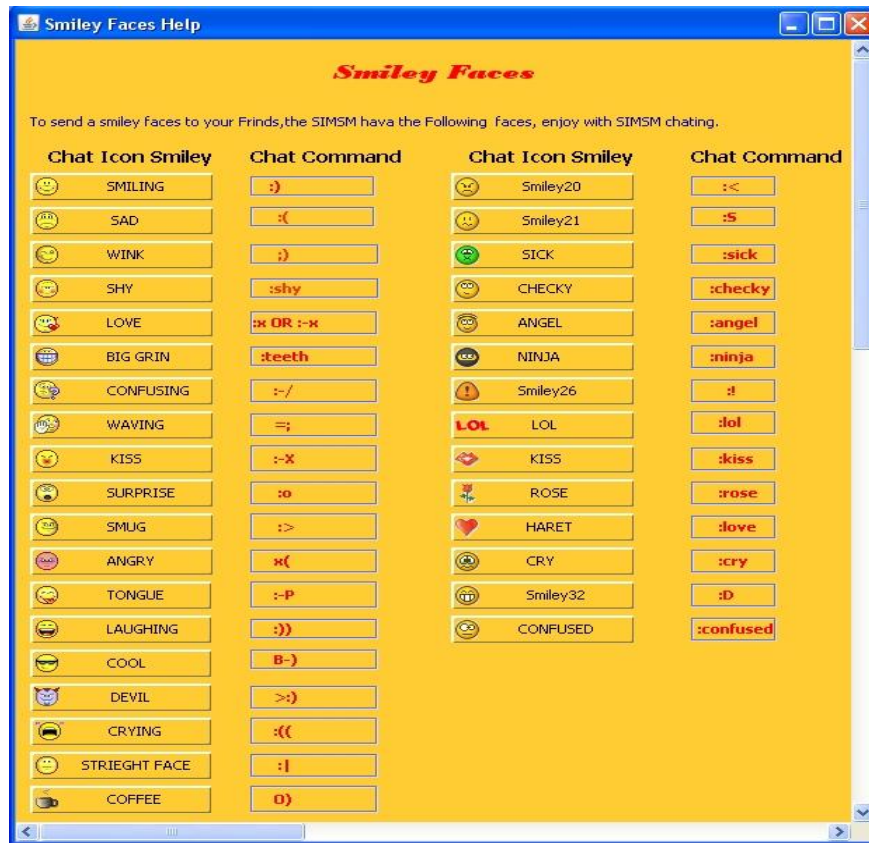 Smiley Faces Help
Smiley Faces
To send a smiley faces to your Frinds,the SIMSM hava the Following faces, enjoy with SIMSM chating.
Chat Icon Smiley Chat Command Chat Icon Smiley Chat Command
SMILING :) Smiley20 :<
SAD :( Smiley21 :S
WINK ;) SICK :sick
SHY :shy CHECKY :checky
LOVE :x OR :-x ANGEL :angel
BIG GRIN :teeth NINJA :ninja
CONFUSING :-/ Smiley26 :!
WAVING =; LOL LOL :lol
KISS :-X KISS :kiss
SURPRISE :o ROSE :rose
SMUG :> HARET :love
ANGRY x( CRY :cry
TONGUE :-P Smiley32 :D
LAUGHING :)) CONFUSED :confused
COOL B-)
DEVIL >:)
CRYING :((
STRIEGHT FACE :|
COFFEE O)